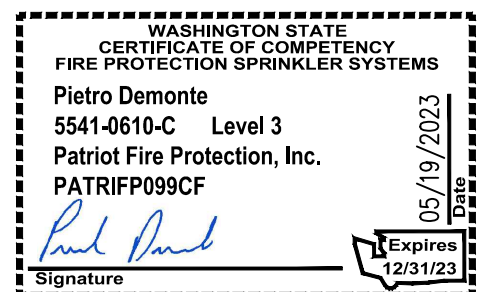 WASHINGTON STATE
CERTIFICATE OF COMPETENCY
FIRE PROTECTION SPRINKLER SYSTEMS
Pietro Demonte
5541-0610-C Level 3
Patriot Fire Protection, Inc.
PATRIFP099CF
Signature
05/19/2023
Date
Expires
12/31/23